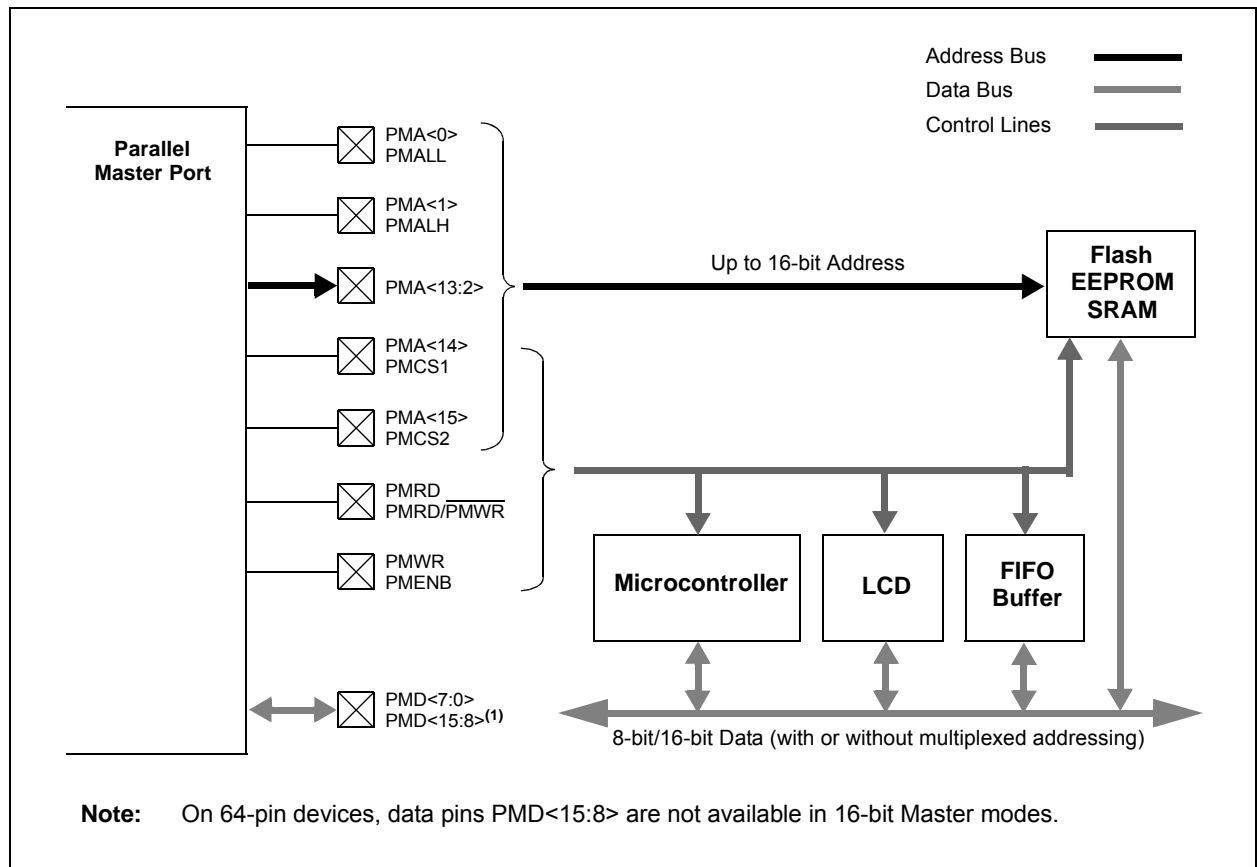 Address Bus
Data Bus
Control Lines
Parallel
Master Port
PMA<0>
PMALL
PMA<1>
PMALH
PMA<13:2>
PMA<14>
PMCS1
PMA<15>
PMCS2
PMRD
PMRD/PMWR
PMWR
PMENB
PMD<7:0>
PMD<15:8>(1)
Up to 16-bit Address
Flash
EEPROM
SRAM
Microcontroller
LCD
FIFO
Buffer
8-bit/16-bit Data (with or without multiplexed addressing)
Note: On 64-pin devices, data pins PMD<15:8> are not available in 16-bit Master modes.